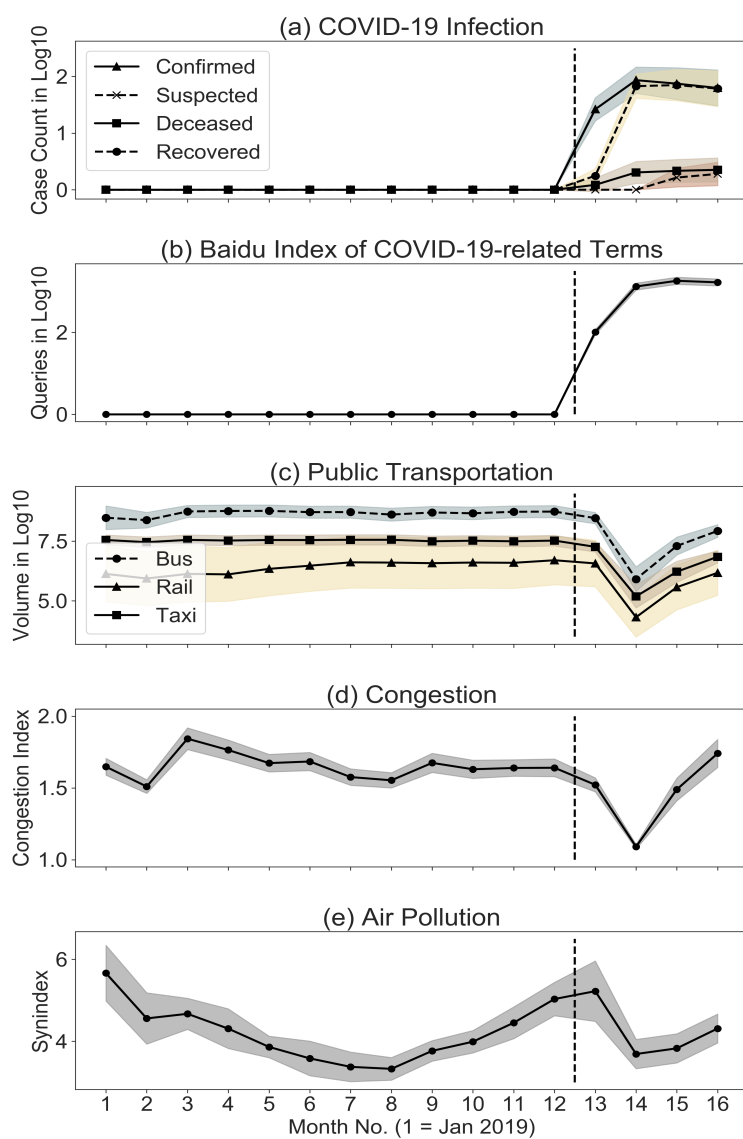 (a) COVID-19 Infection
Case Count in Log10
2
1
0
Confirmed
Suspected
Deceased
Recovered
(b) Baidu Index of COVID-19-related Terms
Queries in Log10
2
0
(c) Public Transportation
Volume in Log10
7.5
5.0
Bus
Rail
Taxi
(d) Congestion
Congestion Index
2.0
1.5
1.0
(e) Air Pollution
Synindex
6
4
1 2 3 4 5 6 7 8 9 10 11 12 13 14 15 16
Month No. (1 = Jan 2019)